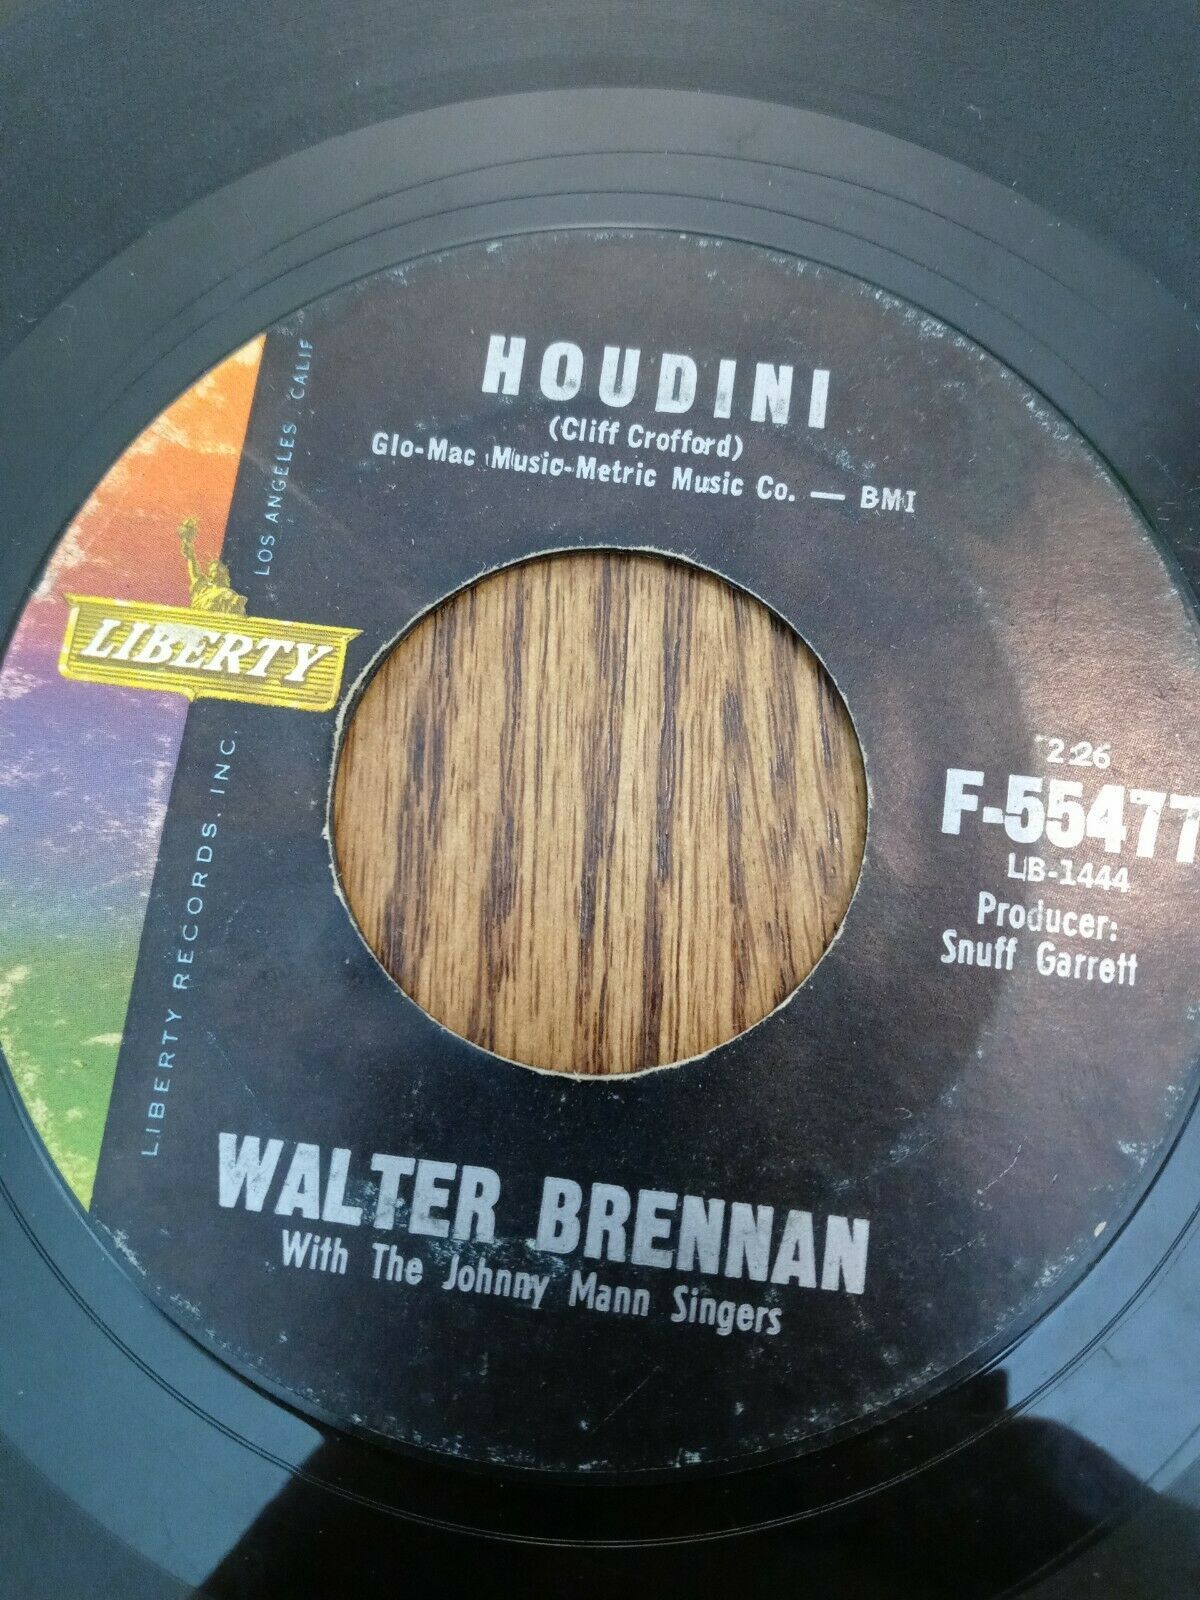 HOUDINI
(Cliff Crofford)
Glo-Mac Music-Metric Music Co. — BMI
LOS ANGELES CALIF
LIBERTY
LIBERTY RECORDS, INC.
2:26
F-55477
LB-1444
Producer:
Snuff Garrett
WALTER BRENNAN
With The Johnny Mann Singers